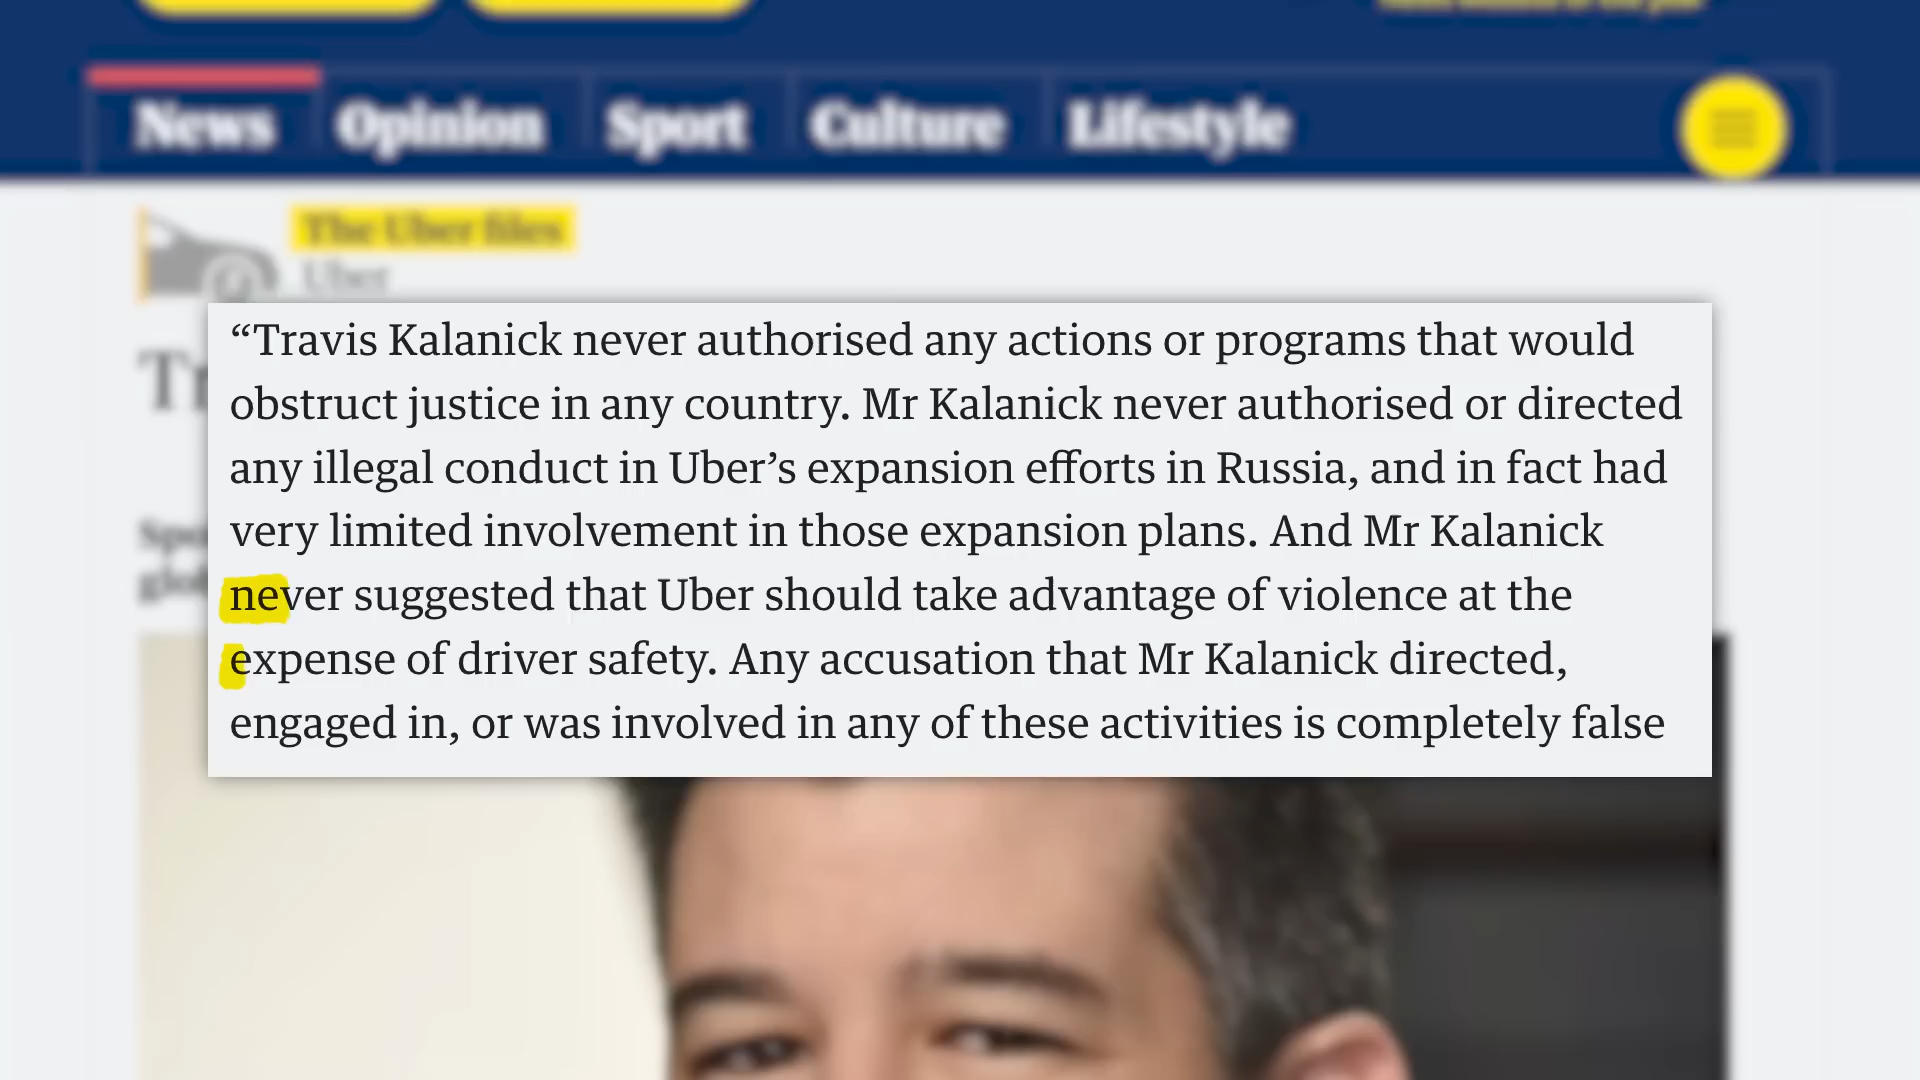 News Opinion Sport Culture Lifestyle
The Uber files
Uber
“Travis Kalanick never authorised any actions or programs that would
obstruct justice in any country. Mr Kalanick never authorised or directed
any illegal conduct in Uber’s expansion efforts in Russia, and in fact had
very limited involvement in those expansion plans. And Mr Kalanick
never suggested that Uber should take advantage of violence at the
expense of driver safety. Any accusation that Mr Kalanick directed,
engaged in, or was involved in any of these activities is completely false